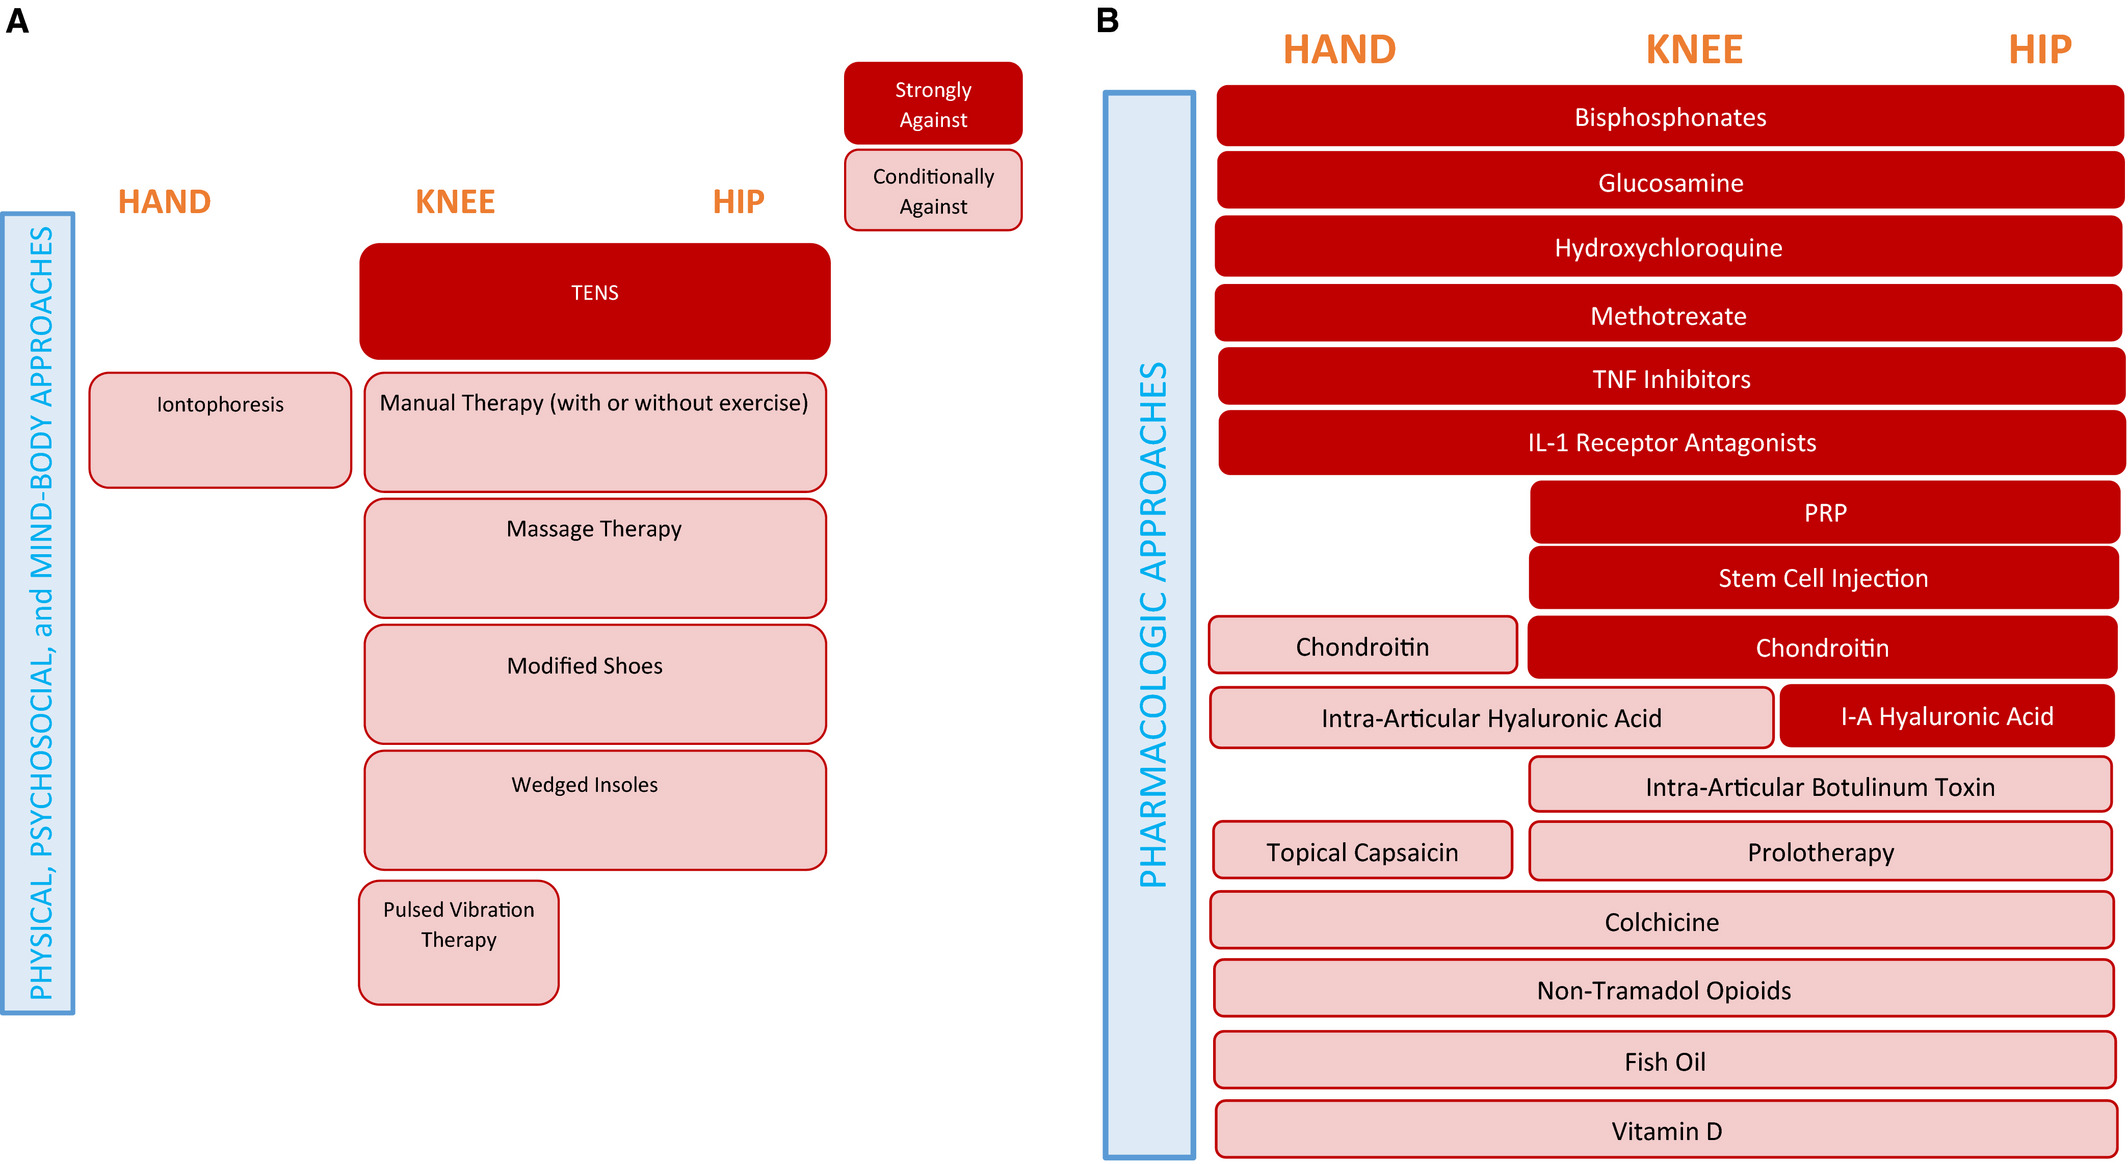 A
Strongly
Against
Conditionally
Against
HAND KNEE HIP
PHYSICAL, PSYCHOSOCIAL, and MIND-BODY APPROACHES
TENS
Iontophoresis
Manual Therapy (with or without exercise)
Massage Therapy
Modified Shoes
Wedged Insoles
Pulsed Vibration
Therapy
B
HAND KNEE HIP
PHARMACOLOGIC APPROACHES
Bisphosphonates
Glucosamine
Hydroxychloroquine
Methotrexate
TNF Inhibitors
IL-1 Receptor Antagonists
PRP
Stem Cell Injection
Chondroitin
Chondroitin
Intra-Articular Hyaluronic Acid
I-A Hyaluronic Acid
Intra-Articular Botulinum Toxin
Topical Capsaicin
Prolotherapy
Colchicine
Non-Tramadol Opioids
Fish Oil
Vitamin D